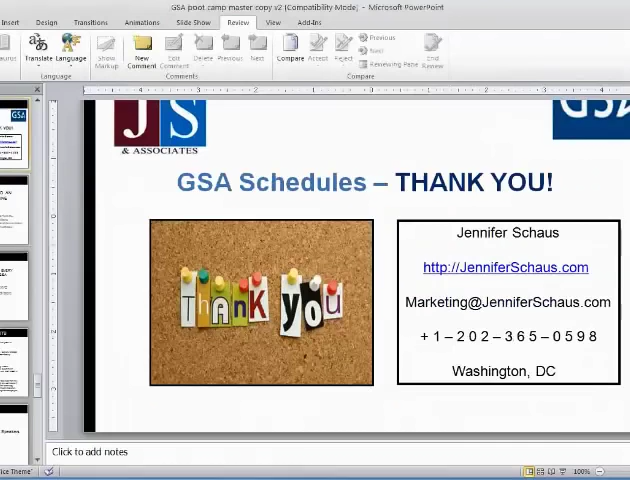 GSA boot camp master copy v2 [Compatibility Mode] - Microsoft PowerPoint
Insert Design Transitions Animations Slide Show Review View Add-Ins
Translate Language Show Markup New Comment Edit Comment Delete Previous Next Compare Accept Reject Previous Next Reviewing Pane End Review
Language Comments Compare
JS
& ASSOCIATES
GSA
GSA Schedules – THANK YOU!
ThAnK you
Jennifer Schaus
http://JenniferSchaus.com
Marketing@JenniferSchaus.com
+ 1 – 2 0 2 – 3 6 5 – 0 5 9 8
Washington, DC
Click to add notes
100%